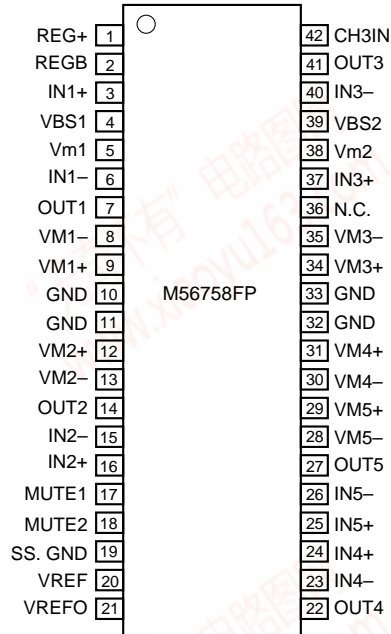 REG+ 1 42 CH3IN
REGB 2 41 OUT3
IN1+ 3 40 IN3–
VBS1 4 39 VBS2
Vm1 5 38 Vm2
IN1– 6 37 IN3+
OUT1 7 36 N.C.
VM1– 8 35 VM3–
VM1+ 9 34 VM3+
GND 10 M56758FP 33 GND
GND 11 32 GND
VM2+ 12 31 VM4+
VM2– 13 30 VM4–
OUT2 14 29 VM5+
IN2– 15 28 VM5–
IN2+ 16 27 OUT5
MUTE1 17 26 IN5–
MUTE2 18 25 IN5+
SS. GND 19 24 IN4+
VREF 20 23 IN4–
VREFO 21 22 OUT4